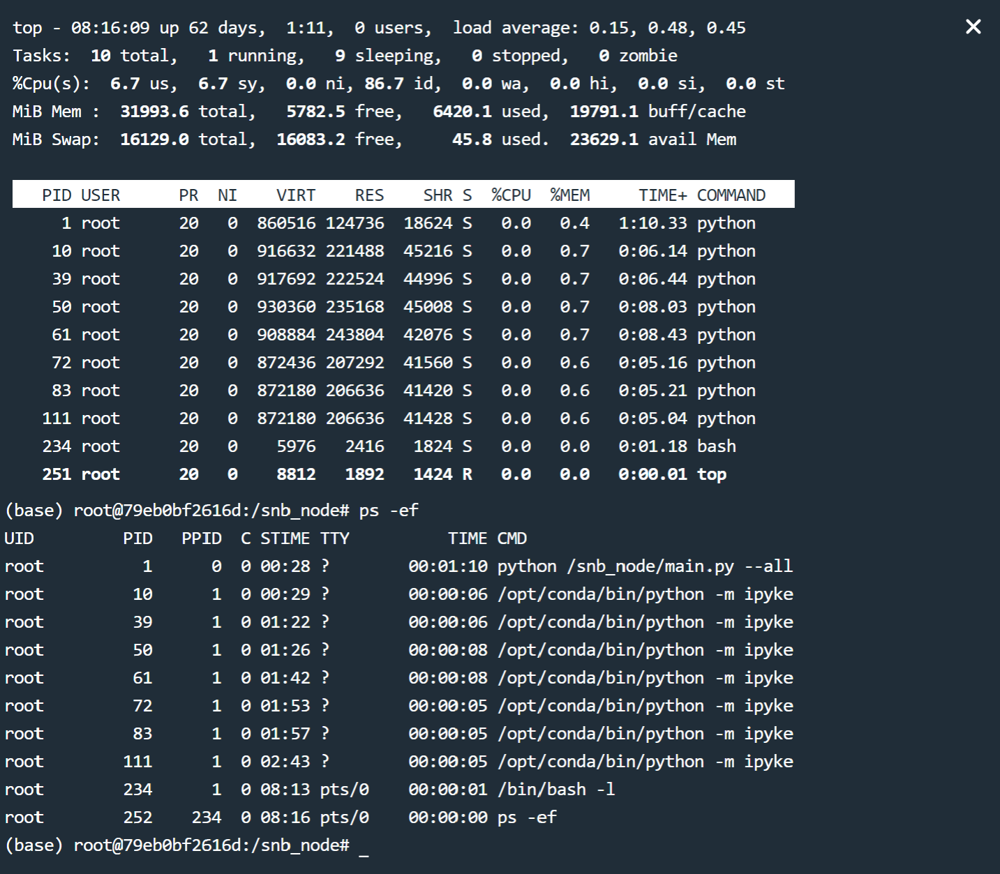 top - 08:16:09 up 62 days,  1:11,  0 users,  load average: 0.15, 0.48, 0.45
Tasks:  10 total,   1 running,   9 sleeping,   0 stopped,   0 zombie
%Cpu(s):  6.7 us,  6.7 sy,  0.0 ni, 86.7 id,  0.0 wa,  0.0 hi,  0.0 si,  0.0 st
MiB Mem :  31993.6 total,   5782.5 free,   6420.1 used,  19791.1 buff/cache
MiB Swap:  16129.0 total,  16083.2 free,     45.8 used.  23629.1 avail Mem
   PID USER      PR  NI    VIRT    RES    SHR S  %CPU  %MEM     TIME+ COMMAND
     1 root      20   0  860516 124736  18624 S   0.0   0.4   1:10.33 python
    10 root      20   0  916632 221488  45216 S   0.0   0.7   0:06.14 python
    39 root      20   0  917692 222524  44996 S   0.0   0.7   0:06.44 python
    50 root      20   0  930360 235168  45008 S   0.0   0.7   0:08.03 python
    61 root      20   0  908884 243804  42076 S   0.0   0.7   0:08.43 python
    72 root      20   0  872436 207292  41560 S   0.0   0.6   0:05.16 python
    83 root      20   0  872180 206636  41420 S   0.0   0.6   0:05.21 python
   111 root      20   0  872180 206636  41428 S   0.0   0.6   0:05.04 python
   234 root      20   0    5976   2416   1824 S   0.0   0.0   0:01.18 bash
   251 root      20   0    8812   1892   1424 R   0.0   0.0   0:00.01 top
(base) root@79eb0bf2616d:/snb_node# ps -ef
UID         PID   PPID  C STIME TTY          TIME CMD
root          1      0  0 00:28 ?        00:01:10 python /snb_node/main.py --all
root         10      1  0 00:29 ?        00:00:06 /opt/conda/bin/python -m ipyke
root         39      1  0 01:22 ?        00:00:06 /opt/conda/bin/python -m ipyke
root         50      1  0 01:26 ?        00:00:08 /opt/conda/bin/python -m ipyke
root         61      1  0 01:42 ?        00:00:08 /opt/conda/bin/python -m ipyke
root         72      1  0 01:53 ?        00:00:05 /opt/conda/bin/python -m ipyke
root         83      1  0 01:57 ?        00:00:05 /opt/conda/bin/python -m ipyke
root        111      1  0 02:43 ?        00:00:05 /opt/conda/bin/python -m ipyke
root        234      1  0 08:13 pts/0    00:00:01 /bin/bash -l
root        252    234  0 08:16 pts/0    00:00:00 ps -ef
(base) root@79eb0bf2616d:/snb_node# _